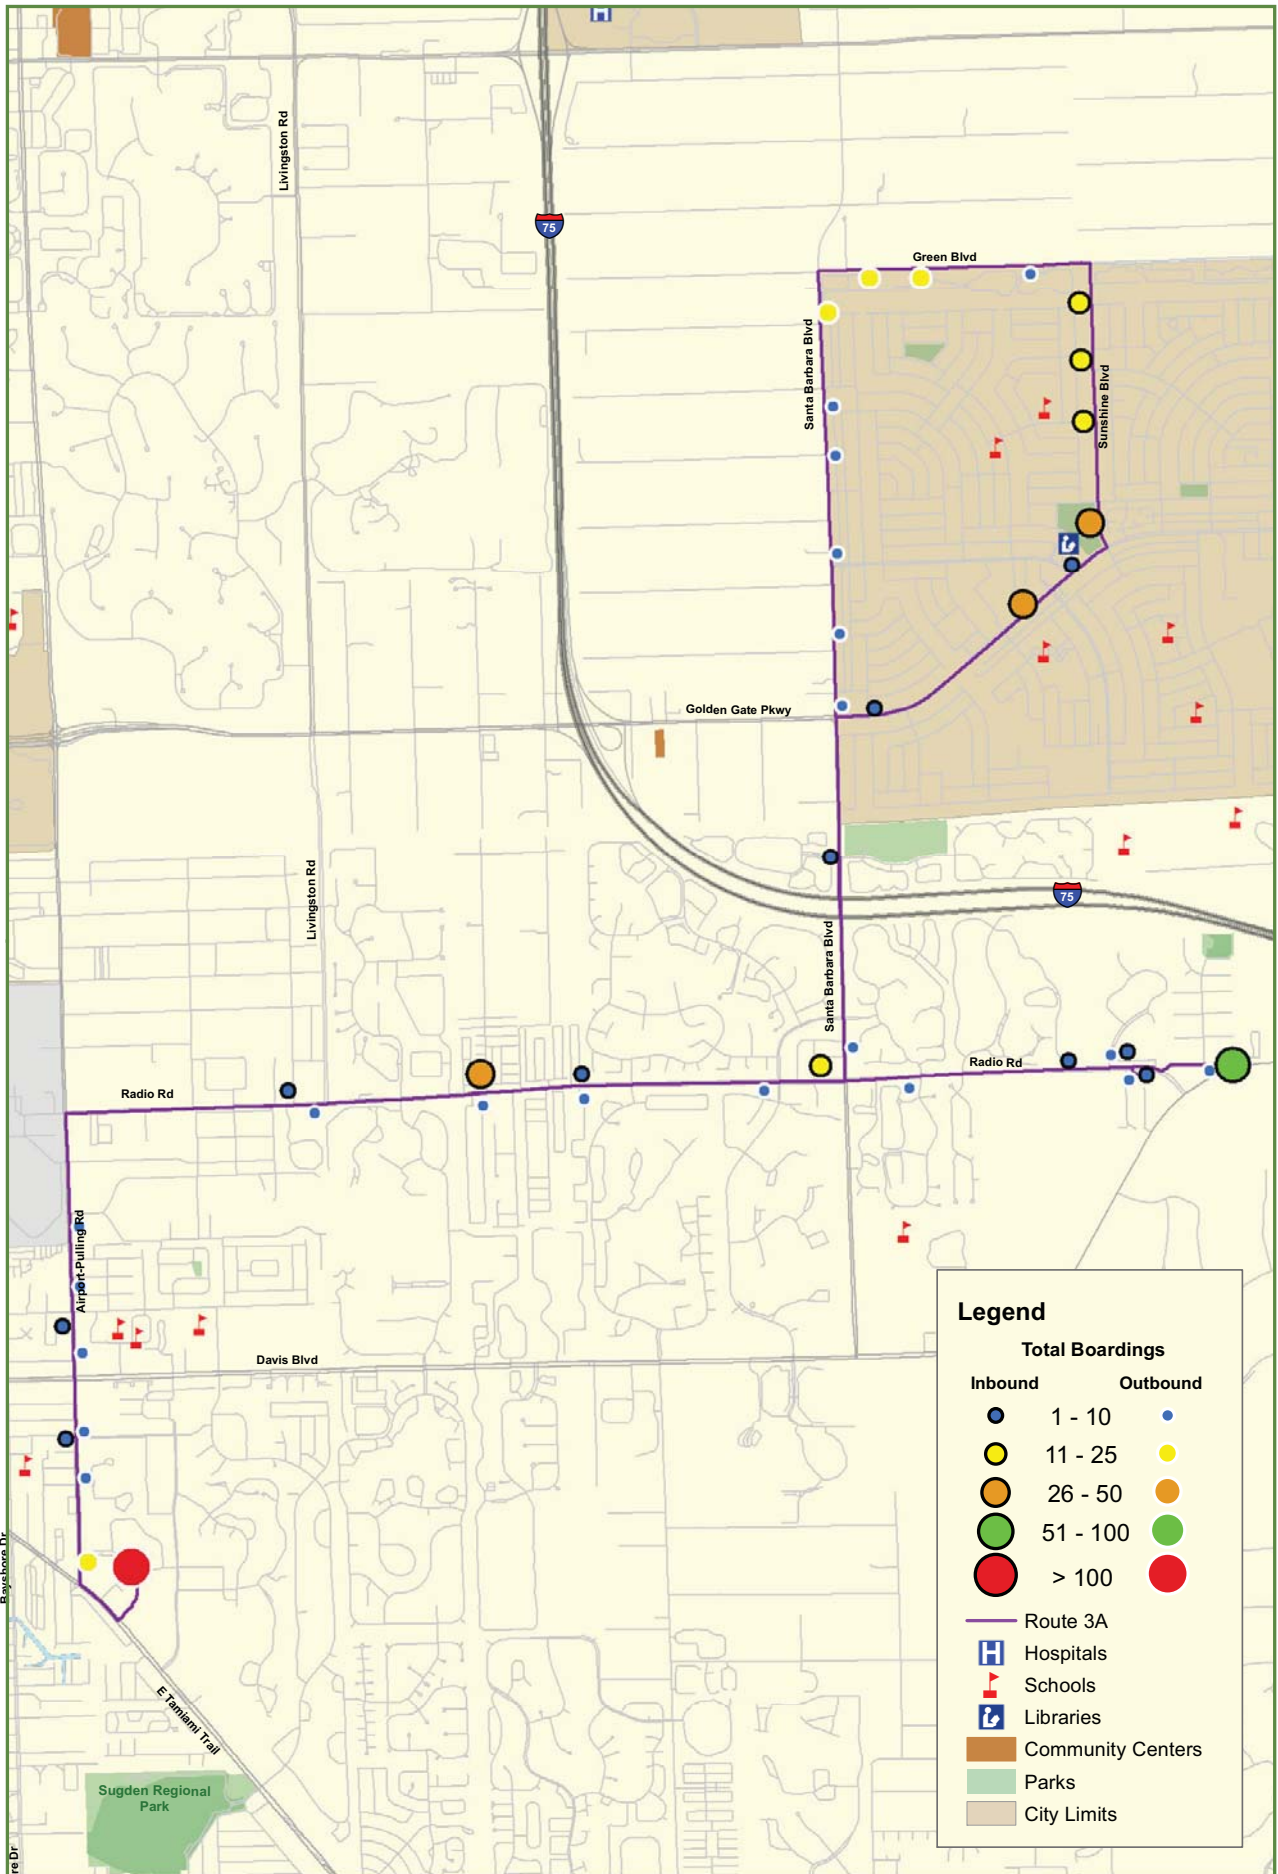 H
Livingston Rd
75
Green Blvd
Santa Barbara Blvd
Sunshine Blvd
Golden Gate Pkwy
Livingston Rd
75
Santa Barbara Blvd
Radio Rd
Radio Rd
Airport-Pulling Rd
Davis Blvd
Bayshore Dr
E Tamiami Trail
Sugden Regional
Park
re Dr
Legend
Total Boardings
Inbound Outbound
1 - 10
11 - 25
26 - 50
51 - 100
> 100
Route 3A
H Hospitals
Schools
Libraries
Community Centers
Parks
City Limits